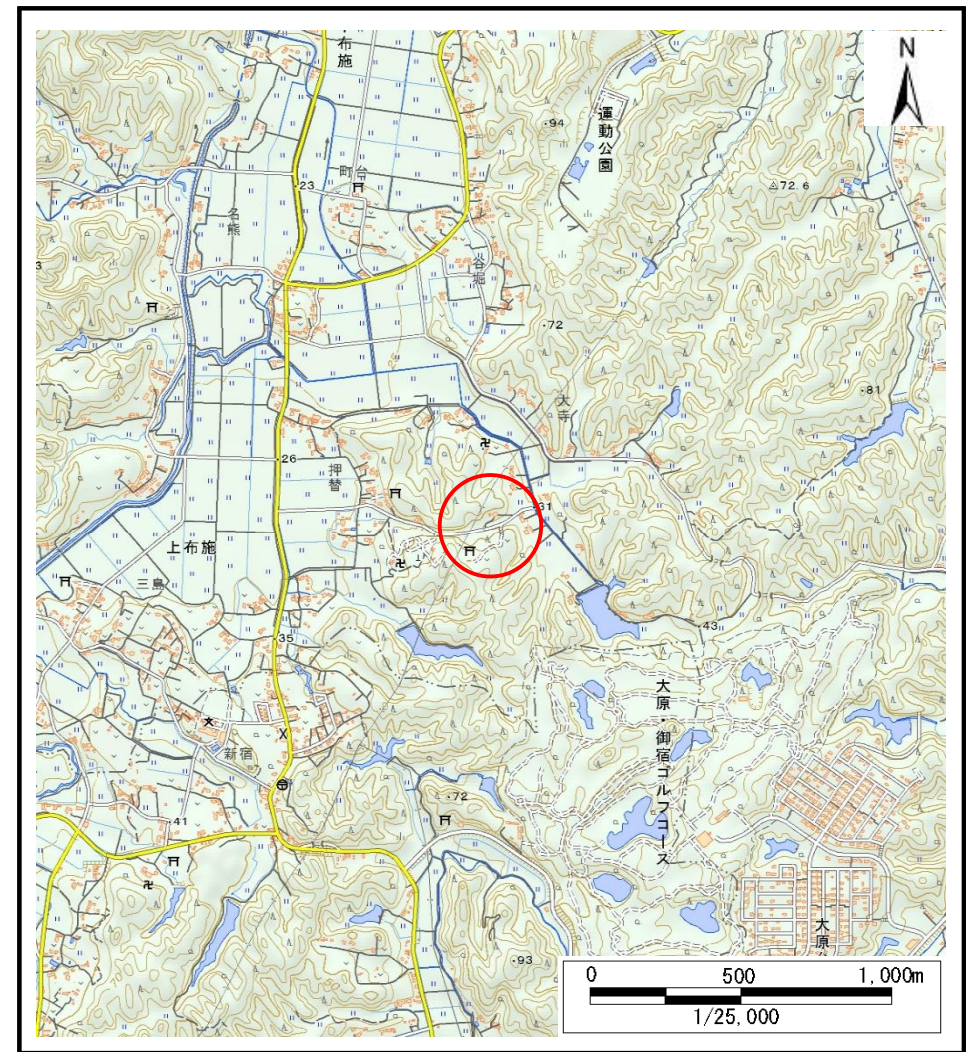 布施
N
運動公園
・94
町台
23
△72.6
名熊
谷堀
・72
・81
大寺
26
押替
・31
上布施
三島
・43
35
大原・御宿ゴルフコース
新宿
・72
・41
大原
・93
0 500 1,000m
1/25,000